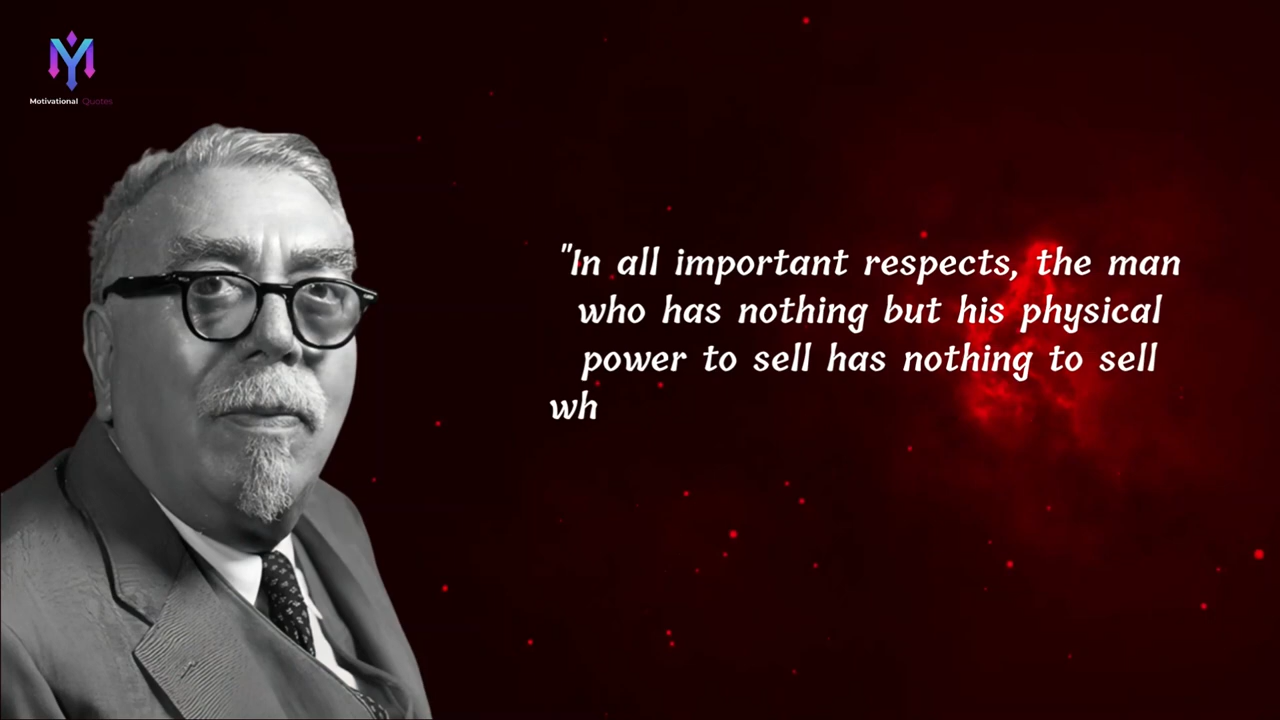 Motivational Quotes
"In all important respects, the man
who has nothing but his physical
power to sell has nothing to sell
wh